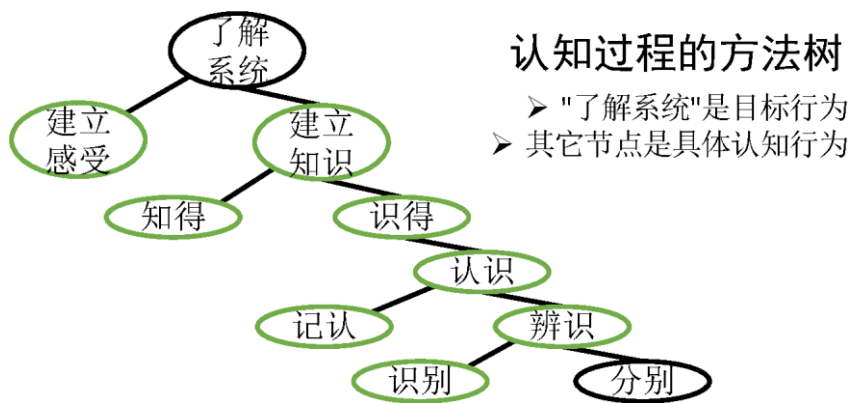 了解
系统
认知过程的方法树
➢ "了解系统"是目标行为
➢ 其它节点是具体认知行为
建立
感受
建立
知识
知得
识得
认识
记认
辨识
识别
分别